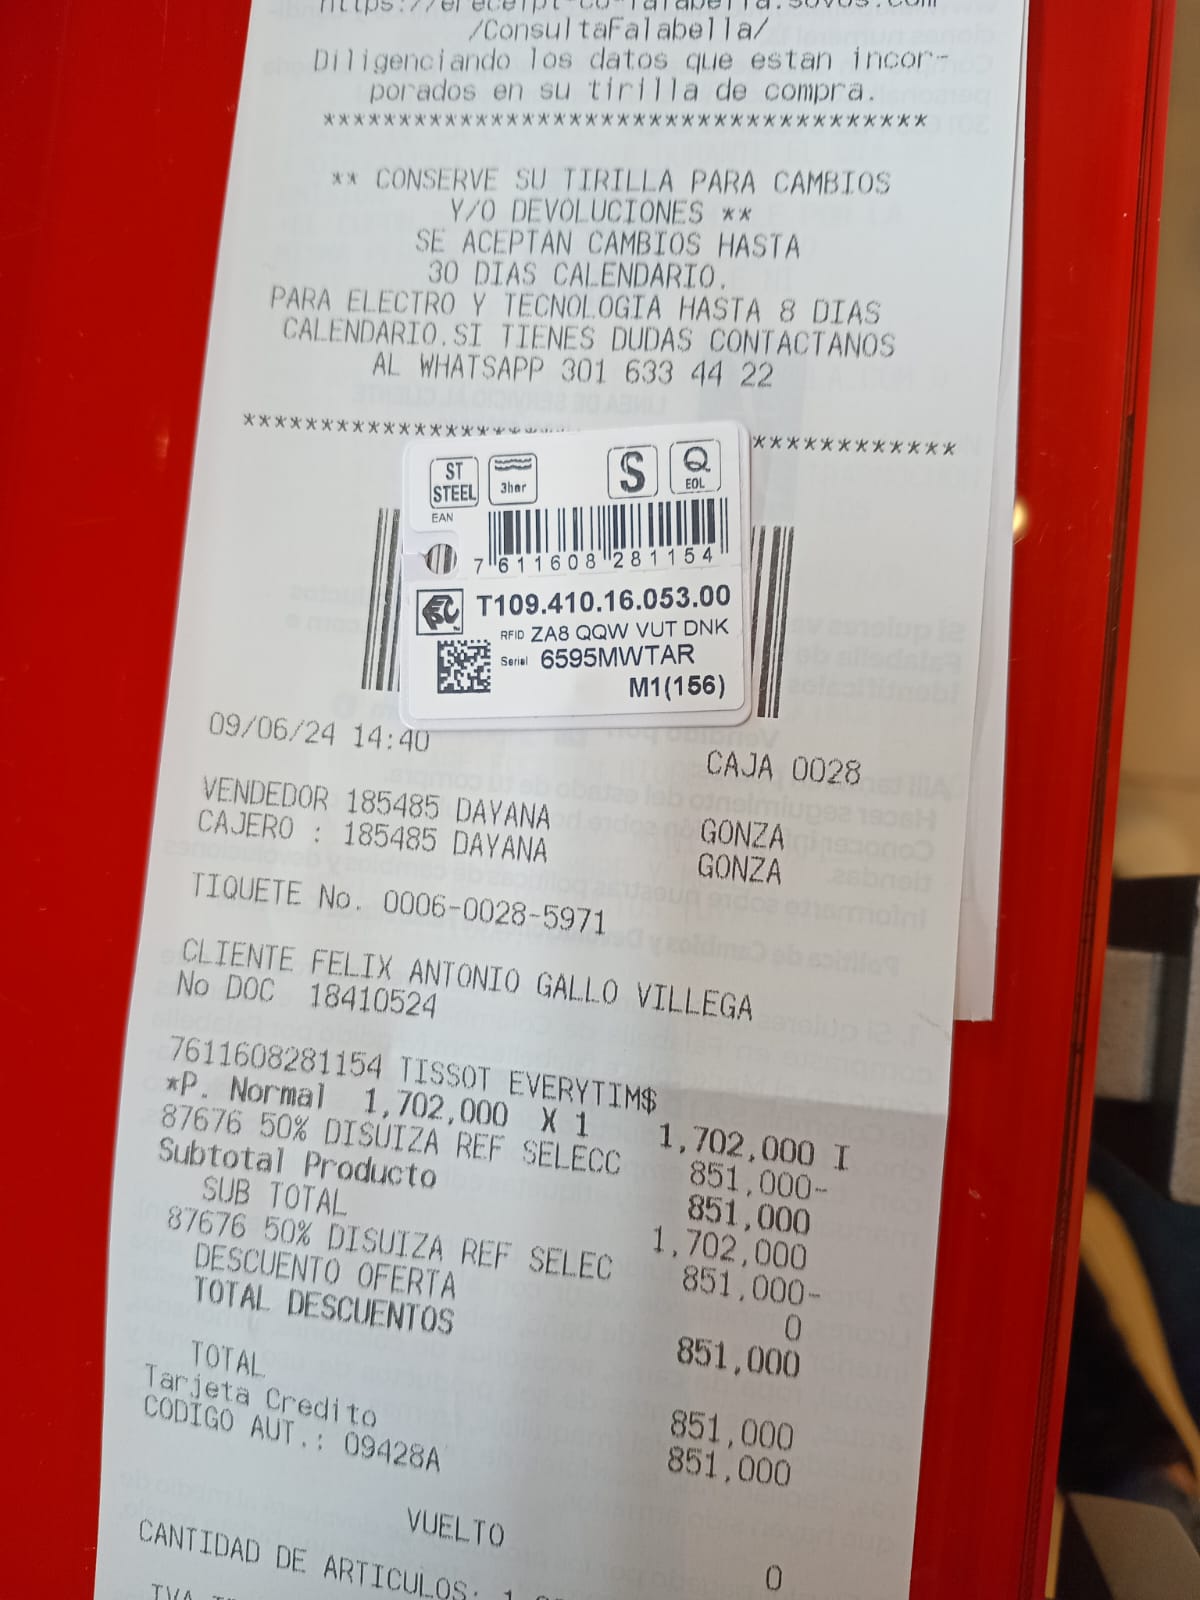 /ConsultaFalabella/
Diligenciando los datos que estan incor-
porados en su tirilla de compra.
****************************************
** CONSERVE SU TIRILLA PARA CAMBIOS
Y/O DEVOLUCIONES **
SE ACEPTAN CAMBIOS HASTA
30 DIAS CALENDARIO.
PARA ELECTRO Y TECNOLOGIA HASTA 8 DIAS
CALENDARIO.SI TIENES DUDAS CONTACTANOS
AL WHATSAPP 301 633 44 22
ST STEEL 3bar S Q EOL
EAN
7 611608 281154
T109.410.16.053.00
RFID ZA8 QQW VUT DNK
Serial 6595MWTAR
M1(156)
09/06/24 14:40 CAJA 0028
VENDEDOR 185485 DAYANA GONZA
CAJERO : 185485 DAYANA GONZA
TIQUETE No. 0006-0028-5971
CLIENTE FELIX ANTONIO GALLO VILLEGA
No DOC 18410524
7611608281154 TISSOT EVERYTIM$
*P. Normal 1,702,000 X 1 1,702,000 I
87676 50% DISUIZA REF SELECC 851,000-
Subtotal Producto 851,000
SUB TOTAL 1,702,000
87676 50% DISUIZA REF SELEC 851,000-
DESCUENTO OFERTA 0
TOTAL DESCUENTOS 851,000
TOTAL 851,000
Tarjeta Credito 851,000
CODIGO AUT.: 09428A
VUELTO 0
CANTIDAD DE ARTICULOS: 1